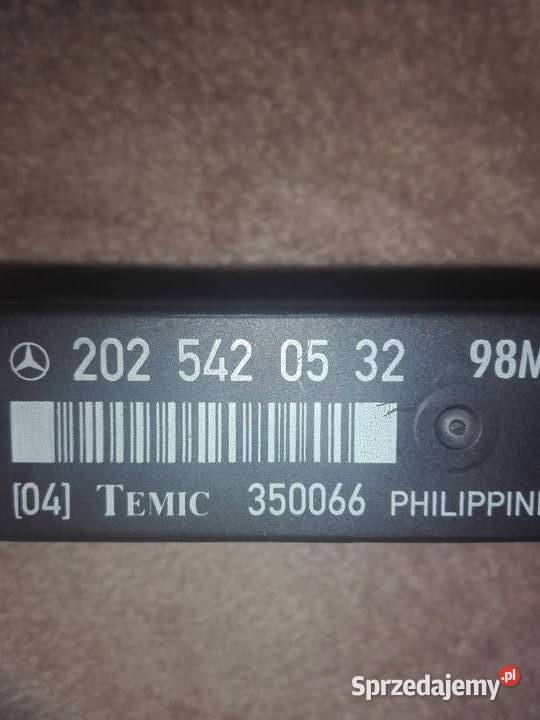 202 542 05 32 98M
[04] TEMIC 350066 PHILIPPIN
Sprzedajemy.pl